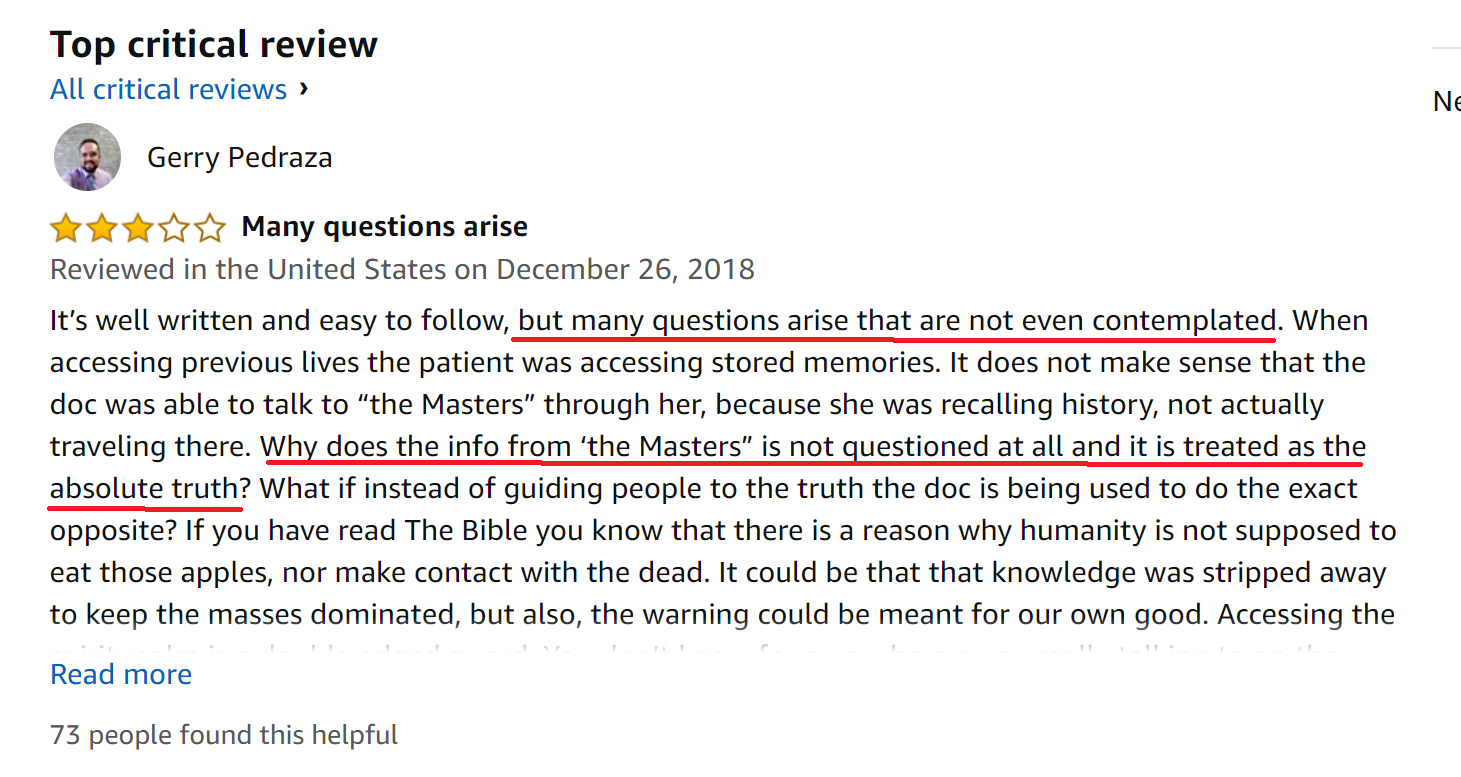 Top critical review
All critical reviews ›
Ne
Gerry Pedraza
Many questions arise
Reviewed in the United States on December 26, 2018
It’s well written and easy to follow, but many questions arise that are not even contemplated. When
accessing previous lives the patient was accessing stored memories. It does not make sense that the
doc was able to talk to “the Masters” through her, because she was recalling history, not actually
traveling there. Why does the info from ‘the Masters” is not questioned at all and it is treated as the
absolute truth? What if instead of guiding people to the truth the doc is being used to do the exact
opposite? If you have read The Bible you know that there is a reason why humanity is not supposed to
eat those apples, nor make contact with the dead. It could be that that knowledge was stripped away
to keep the masses dominated, but also, the warning could be meant for our own good. Accessing the
Read more
73 people found this helpful